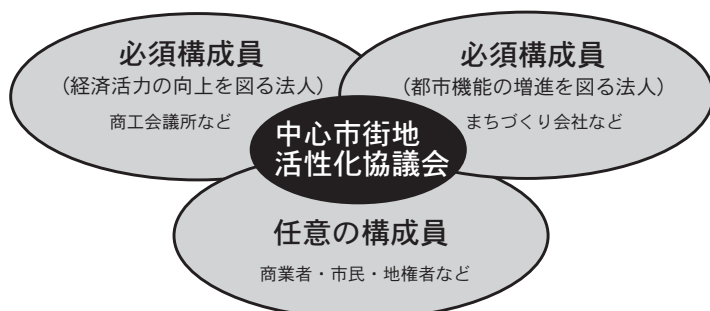 必須構成員
（経済活力の向上を図る法人）
商工会議所など
必須構成員
（都市機能の増進を図る法人）
まちづくり会社など
中心市街地
活性化協議会
任意の構成員
商業者・市民・地権者など